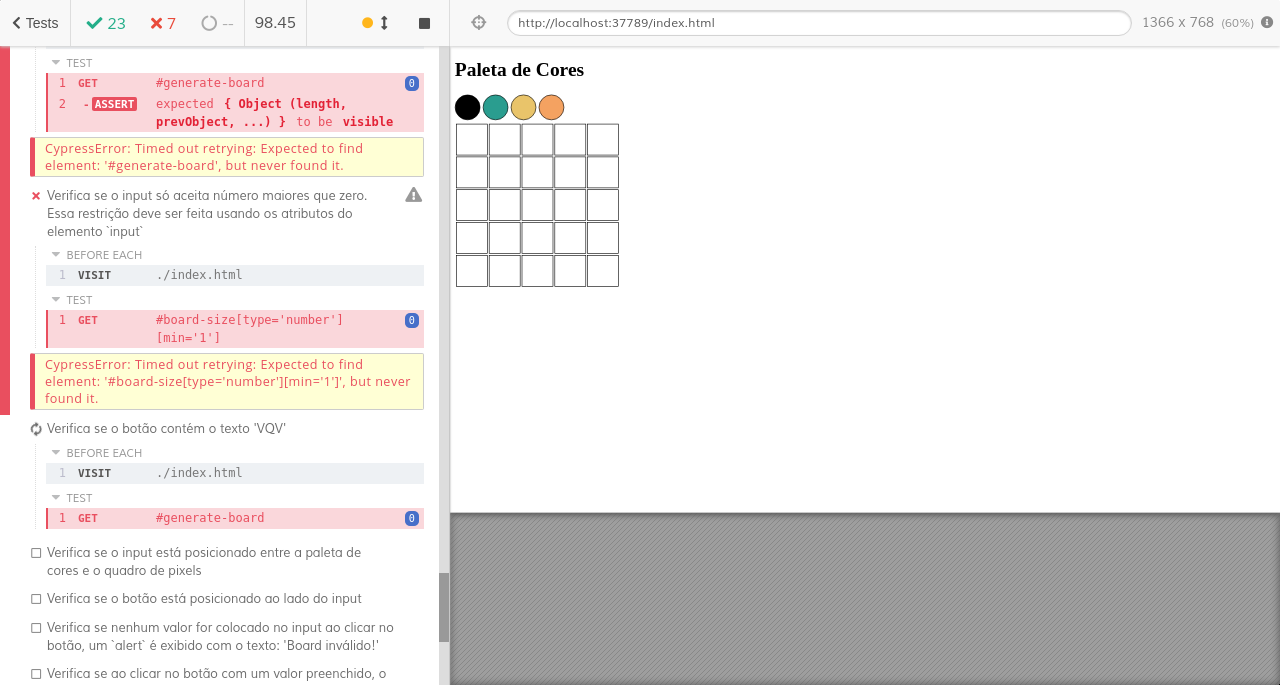 Tests 23 7 -- 98.45 http://localhost:37789/index.html 1366 x 768 (60%)
TEST
1 GET #generate-board 0
2 -ASSERT expected { Object (length,
prevObject, ...) } to be visible
CypressError: Timed out retrying: Expected to find
element: '#generate-board', but never found it.
Verifica se o input só aceita número maiores que zero.
Essa restrição deve ser feita usando os atributos do
elemento `input`
BEFORE EACH
1 VISIT ./index.html
TEST
1 GET #board-size[type='number'] 0
[min='1']
CypressError: Timed out retrying: Expected to find
element: '#board-size[type='number'][min='1']', but never
found it.
Verifica se o botão contém o texto 'VQV'
BEFORE EACH
1 VISIT ./index.html
TEST
1 GET #generate-board 0
Verifica se o input está posicionado entre a paleta de
cores e o quadro de pixels
Verifica se o botão está posicionado ao lado do input
Verifica se nenhum valor for colocado no input ao clicar no
botão, um `alert` é exibido com o texto: 'Board inválido!'
Verifica se ao clicar no botão com um valor preenchido, o
Paleta de Cores